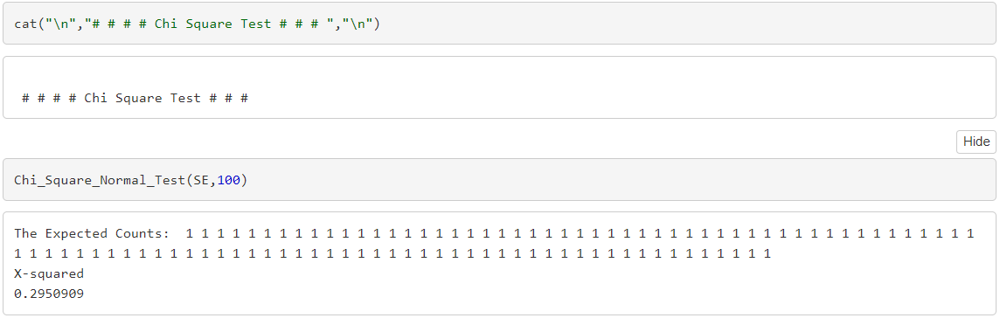 cat("\n","# # # # Chi Square Test # # # ","\n")
# # # # Chi Square Test # # #
Hide
Chi_Square_Normal_Test(SE,100)
The Expected Counts:  1 1 1 1 1 1 1 1 1 1 1 1 1 1 1 1 1 1 1 1 1 1 1 1 1 1 1 1 1 1 1 1 1 1 1 1 1 1 1 1 1 1 1 1 1 1 1 1 1 1 1
1 1 1 1 1 1 1 1 1 1 1 1 1 1 1 1 1 1 1 1 1 1 1 1 1 1 1 1 1 1 1 1 1 1 1 1 1 1 1 1 1 1 1 1 1 1 1 1 1
X-squared
0.2950909